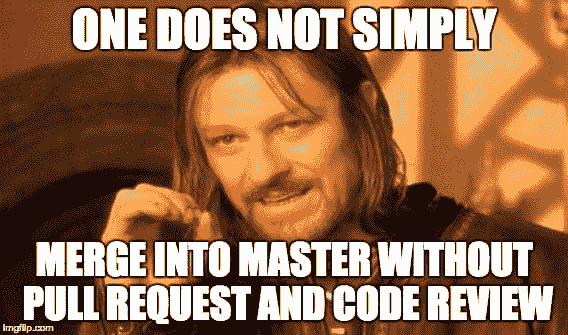 ONE DOES NOT SIMPLY
MERGE INTO MASTER WITHOUT
PULL REQUEST AND CODE REVIEW
imgflip.com